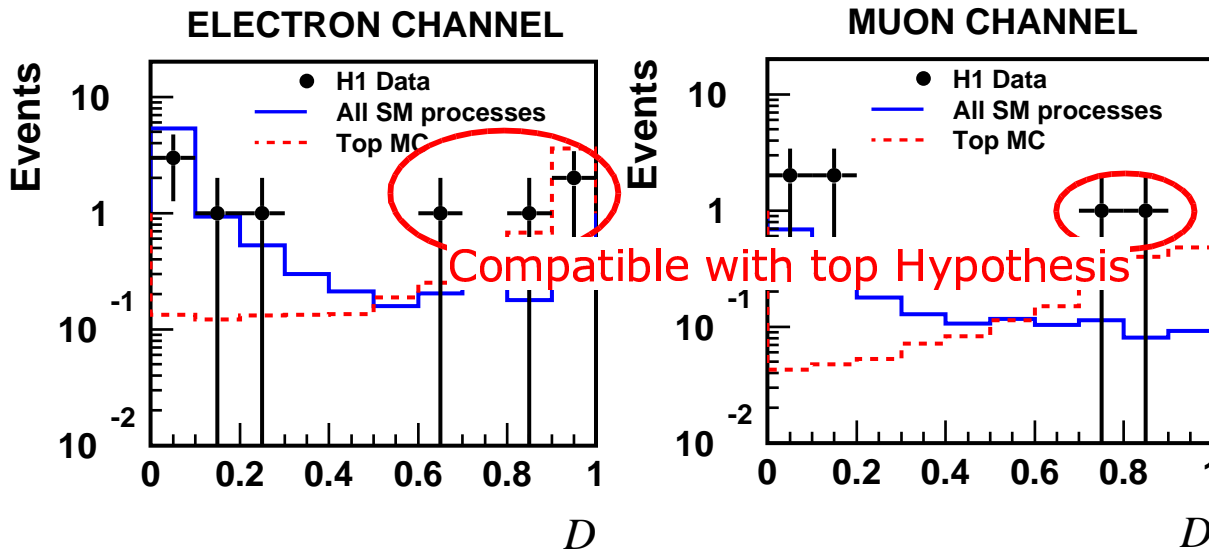 ELECTRON CHANNEL
Events
10
1
10 -1
10 -2
H1 Data
All SM processes
Top MC
0 0.2 0.4 0.6 0.8 1
D
MUON CHANNEL
Events
10
1
10 -1
10 -2
H1 Data
All SM processes
Top MC
0 0.2 0.4 0.6 0.8 1
D
Compatible with top Hypothesis